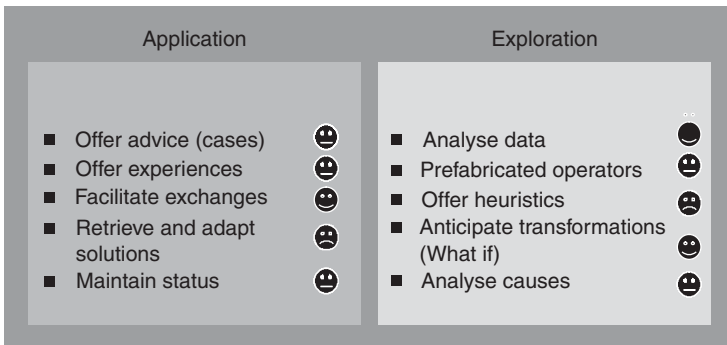 Application
■ Offer advice (cases)
■ Offer experiences
■ Facilitate exchanges
■ Retrieve and adapt
solutions
■ Maintain status
Exploration
■ Analyse data
■ Prefabricated operators
■ Offer heuristics
■ Anticipate transformations
(What if)
■ Analyse causes